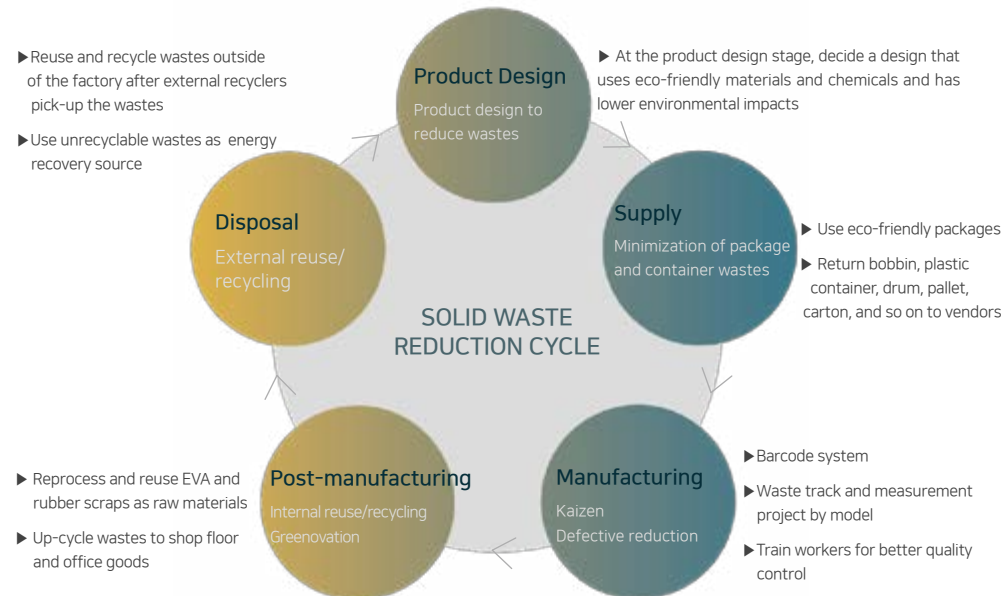 Product Design
Product design to
reduce wastes
▶ At the product design stage, decide a design that
uses eco-friendly materials and chemicals and has
lower environmental impacts
Supply
Minimization of package
and container wastes
▶ Use eco-friendly packages
▶ Return bobbin, plastic
container, drum, pallet,
carton, and so on to vendors
Manufacturing
Kaizen
Defective reduction
▶Barcode system
▶Waste track and measurement
project by model
▶Train workers for better quality
control
Post-manufacturing
Internal reuse/recycling
Greenovation
▶ Reprocess and reuse EVA and
rubber scraps as raw materials
▶ Up-cycle wastes to shop floor
and office goods
Disposal
External reuse/
recycling
▶Reuse and recycle wastes outside
of the factory after external recyclers
pick-up the wastes
▶Use unrecyclable wastes as energy
recovery source
SOLID WASTE
REDUCTION CYCLE